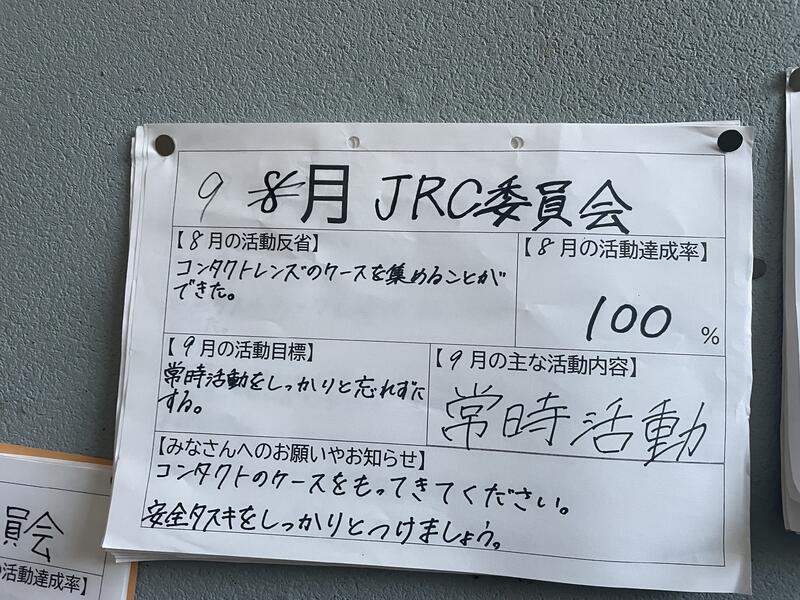 9 8月 JRC委員会
【8月の活動反省】
コンタクトレンズのケースを集めることが
できた。
【8月の活動達成率】
100 %
【9月の活動目標】
常時活動をしっかりと忘れずに
する。
【9月の主な活動内容】
常時活動
【みなさんへのお願いやお知らせ】
コンタクトのケースをもってきてください。
安全タスキをしっかりとつけましょう。
員会
活動達成率】